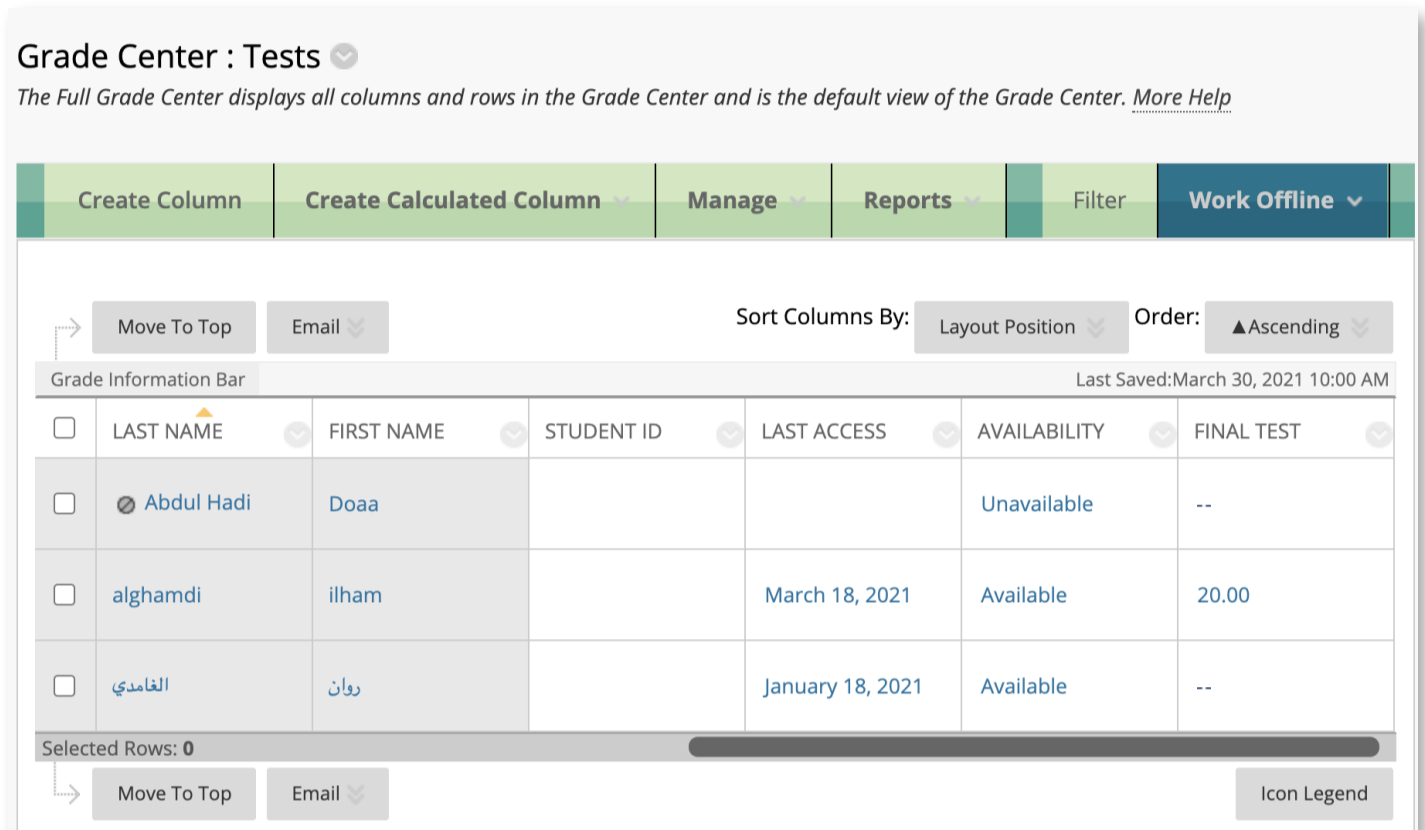 Grade Center : Tests
The Full Grade Center displays all columns and rows in the Grade Center and is the default view of the Grade Center. More Help
Create Column Create Calculated Column Manage Reports Filter Work Offline
Move To Top Email Sort Columns By: Layout Position Order: ▲Ascending
Grade Information Bar Last Saved:March 30, 2021 10:00 AM
LAST NAME FIRST NAME STUDENT ID LAST ACCESS AVAILABILITY FINAL TEST
Abdul Hadi Doaa Unavailable --
alghamdi ilham March 18, 2021 Available 20.00
الغامدي روان January 18, 2021 Available --
Selected Rows: 0
Move To Top Email Icon Legend